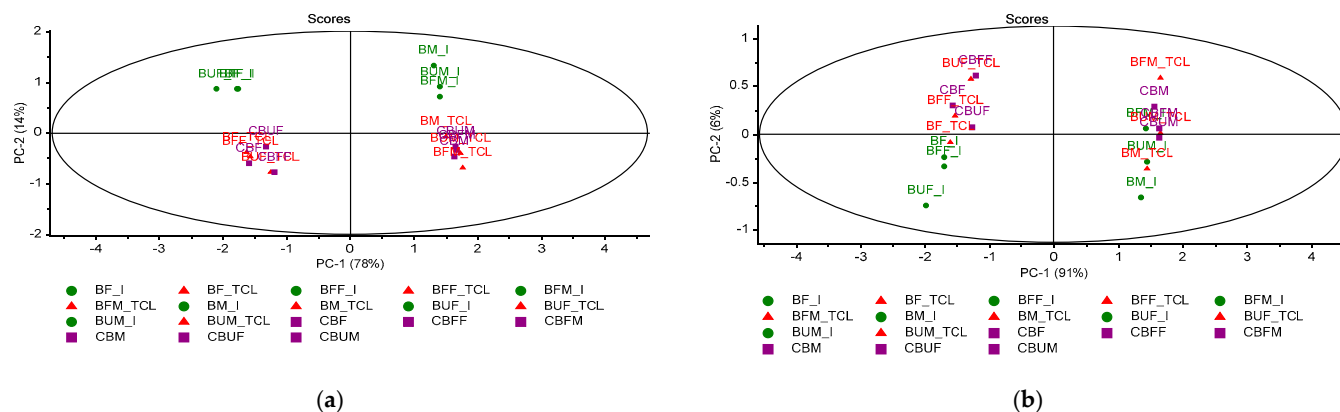 Scores
PC-2 (14%)
2
1
0
-1
-2
BM_I
BUM_I
BFM_I
BM_TCL
CBM
BFM_TCL
CBUF
CBF
-4
-3
-2
-1
0
1
2
3
4
PC-1 (78%)
BF_I
BF_TCL
BFF_I
BFF_TCL
BFM_I
BFM_TCL
BM_I
BM_TCL
BUF_I
BUF_TCL
BUM_I
BUM_TCL
CBF
CBFF
CBFM
CBM
CBUF
CBUM
(a)
Scores
PC-2 (6%)
1
0.5
0
-0.5
-1
CBFF
BUF_TCL
CBF
BFF_TCL
CBUF
BF_TCL
BF_I
BFF_I
BUF_I
BFM_TCL
CBM
CBUM
BUM_I
BM_TCL
BM_I
-4
-3
-2
-1
0
1
2
3
4
PC-1 (91%)
BF_I
BF_TCL
BFF_I
BFF_TCL
BFM_I
BFM_TCL
BM_I
BM_TCL
BUF_I
BUF_TCL
BUM_I
BUM_TCL
CBF
CBFF
CBFM
CBM
CBUF
CBUM
(b)